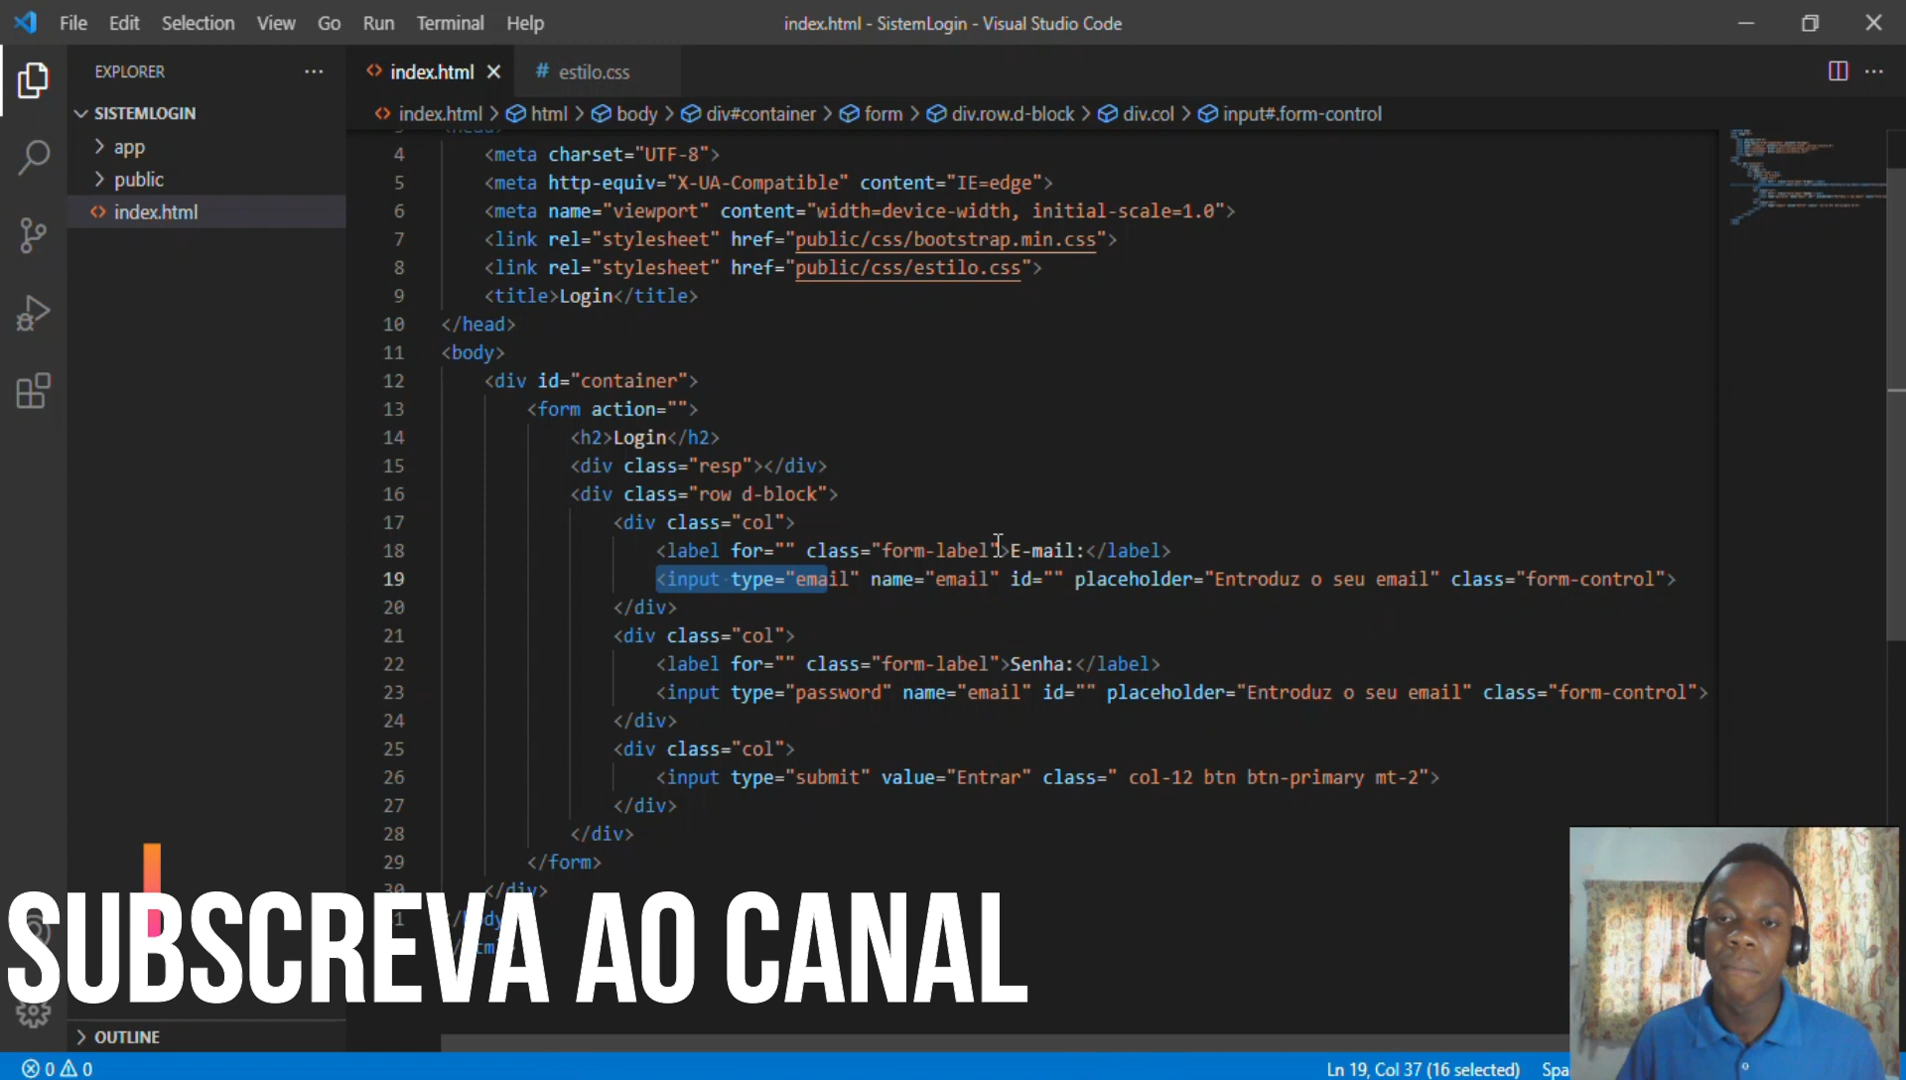 File Edit Selection View Go Run Terminal Help
index.html - SistemLogin - Visual Studio Code
EXPLORER
index.html
# estilo.css
SISTEMLOGIN
app
public
index.html
index.html > html > body > div#container > form > div.row.d-block > div.col > input#.form-control
4 <meta charset="UTF-8">
5 <meta http-equiv="X-UA-Compatible" content="IE=edge">
6 <meta name="viewport" content="width=device-width, initial-scale=1.0">
7 <link rel="stylesheet" href="public/css/bootstrap.min.css">
8 <link rel="stylesheet" href="public/css/estilo.css">
9 <title>Login</title>
10 </head>
11 <body>
12 <div id="container">
13 <form action="">
14 <h2>Login</h2>
15 <div class="resp"></div>
16 <div class="row d-block">
17 <div class="col">
18 <label for="" class="form-label">E-mail:</label>
19 <input type="email" name="email" id="" placeholder="Entroduz o seu email" class="form-control">
20 </div>
21 <div class="col">
22 <label for="" class="form-label">Senha:</label>
23 <input type="password" name="email" id="" placeholder="Entroduz o seu email" class="form-control">
24 </div>
25 <div class="col">
26 <input type="submit" value="Entrar" class=" col-12 btn btn-primary mt-2">
27 </div>
28 </div>
29 </form>
</div>
SUBSCREVA AO CANAL
OUTLINE
0 0
Ln 19, Col 37 (16 selected)